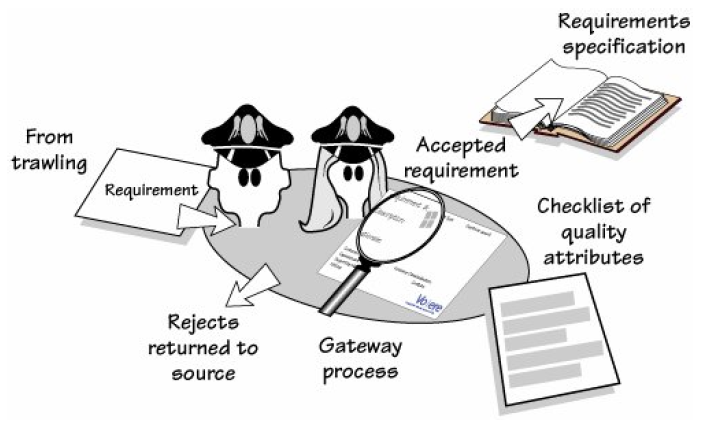 Requirements
specification
From
trawling
Requirement
Accepted
requirement
Checklist of
quality
attributes
Rejects
returned to
source
Gateway
process